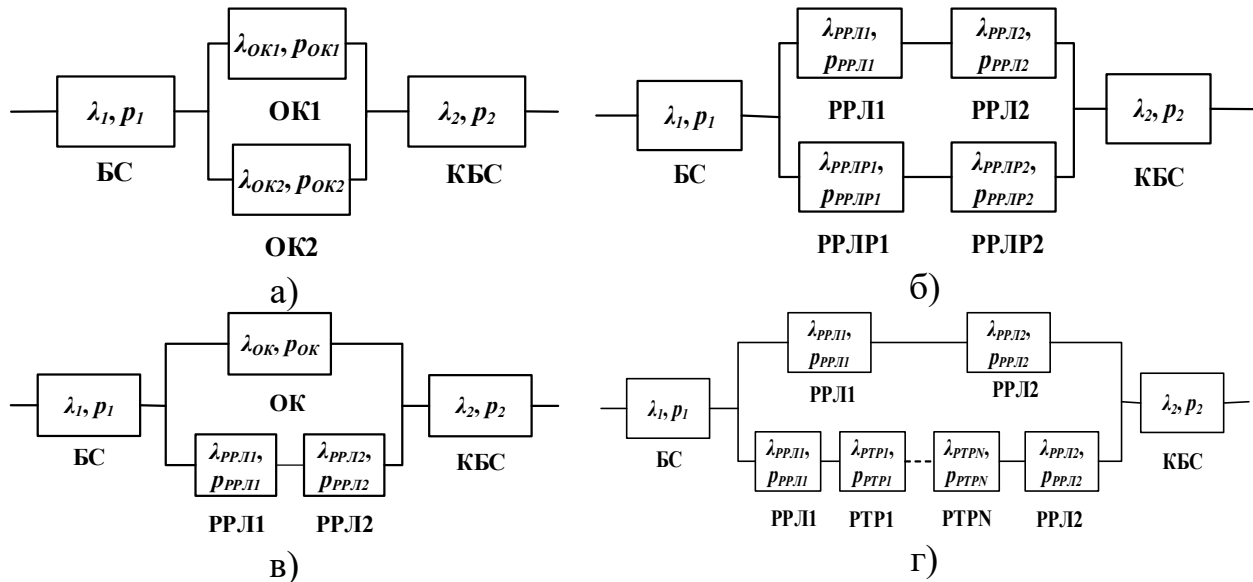 λОК1, pОК1
λ1, p1
ОК1
λ2, p2
БС
λОК2, pОК2
КБС
ОК2
а)
λРРЛ1,
pРРЛ1
λРРЛ2,
pРРЛ2
λ1, p1
РРЛ1
РРЛ2
λ2, p2
БС
λРРЛР1,
pРРЛР1
λРРЛР2,
pРРЛР2
КБС
РРЛР1
РРЛР2
б)
λОК, pОК
λ1, p1
ОК
λ2, p2
БС
λРРЛ1,
pРРЛ1
λРРЛ2,
pРРЛ2
КБС
РРЛ1
РРЛ2
в)
λРРЛ1,
pРРЛ1
λРРЛ2,
pРРЛ2
РРЛ1
РРЛ2
λ1, p1
λ2, p2
БС
λРРЛ1,
pРРЛ1
λРТР1,
pРТР1
λРТРN,
pРТРN
λРРЛ2,
pРРЛ2
КБС
РРЛ1
РТР1
РТРN
РРЛ2
г)